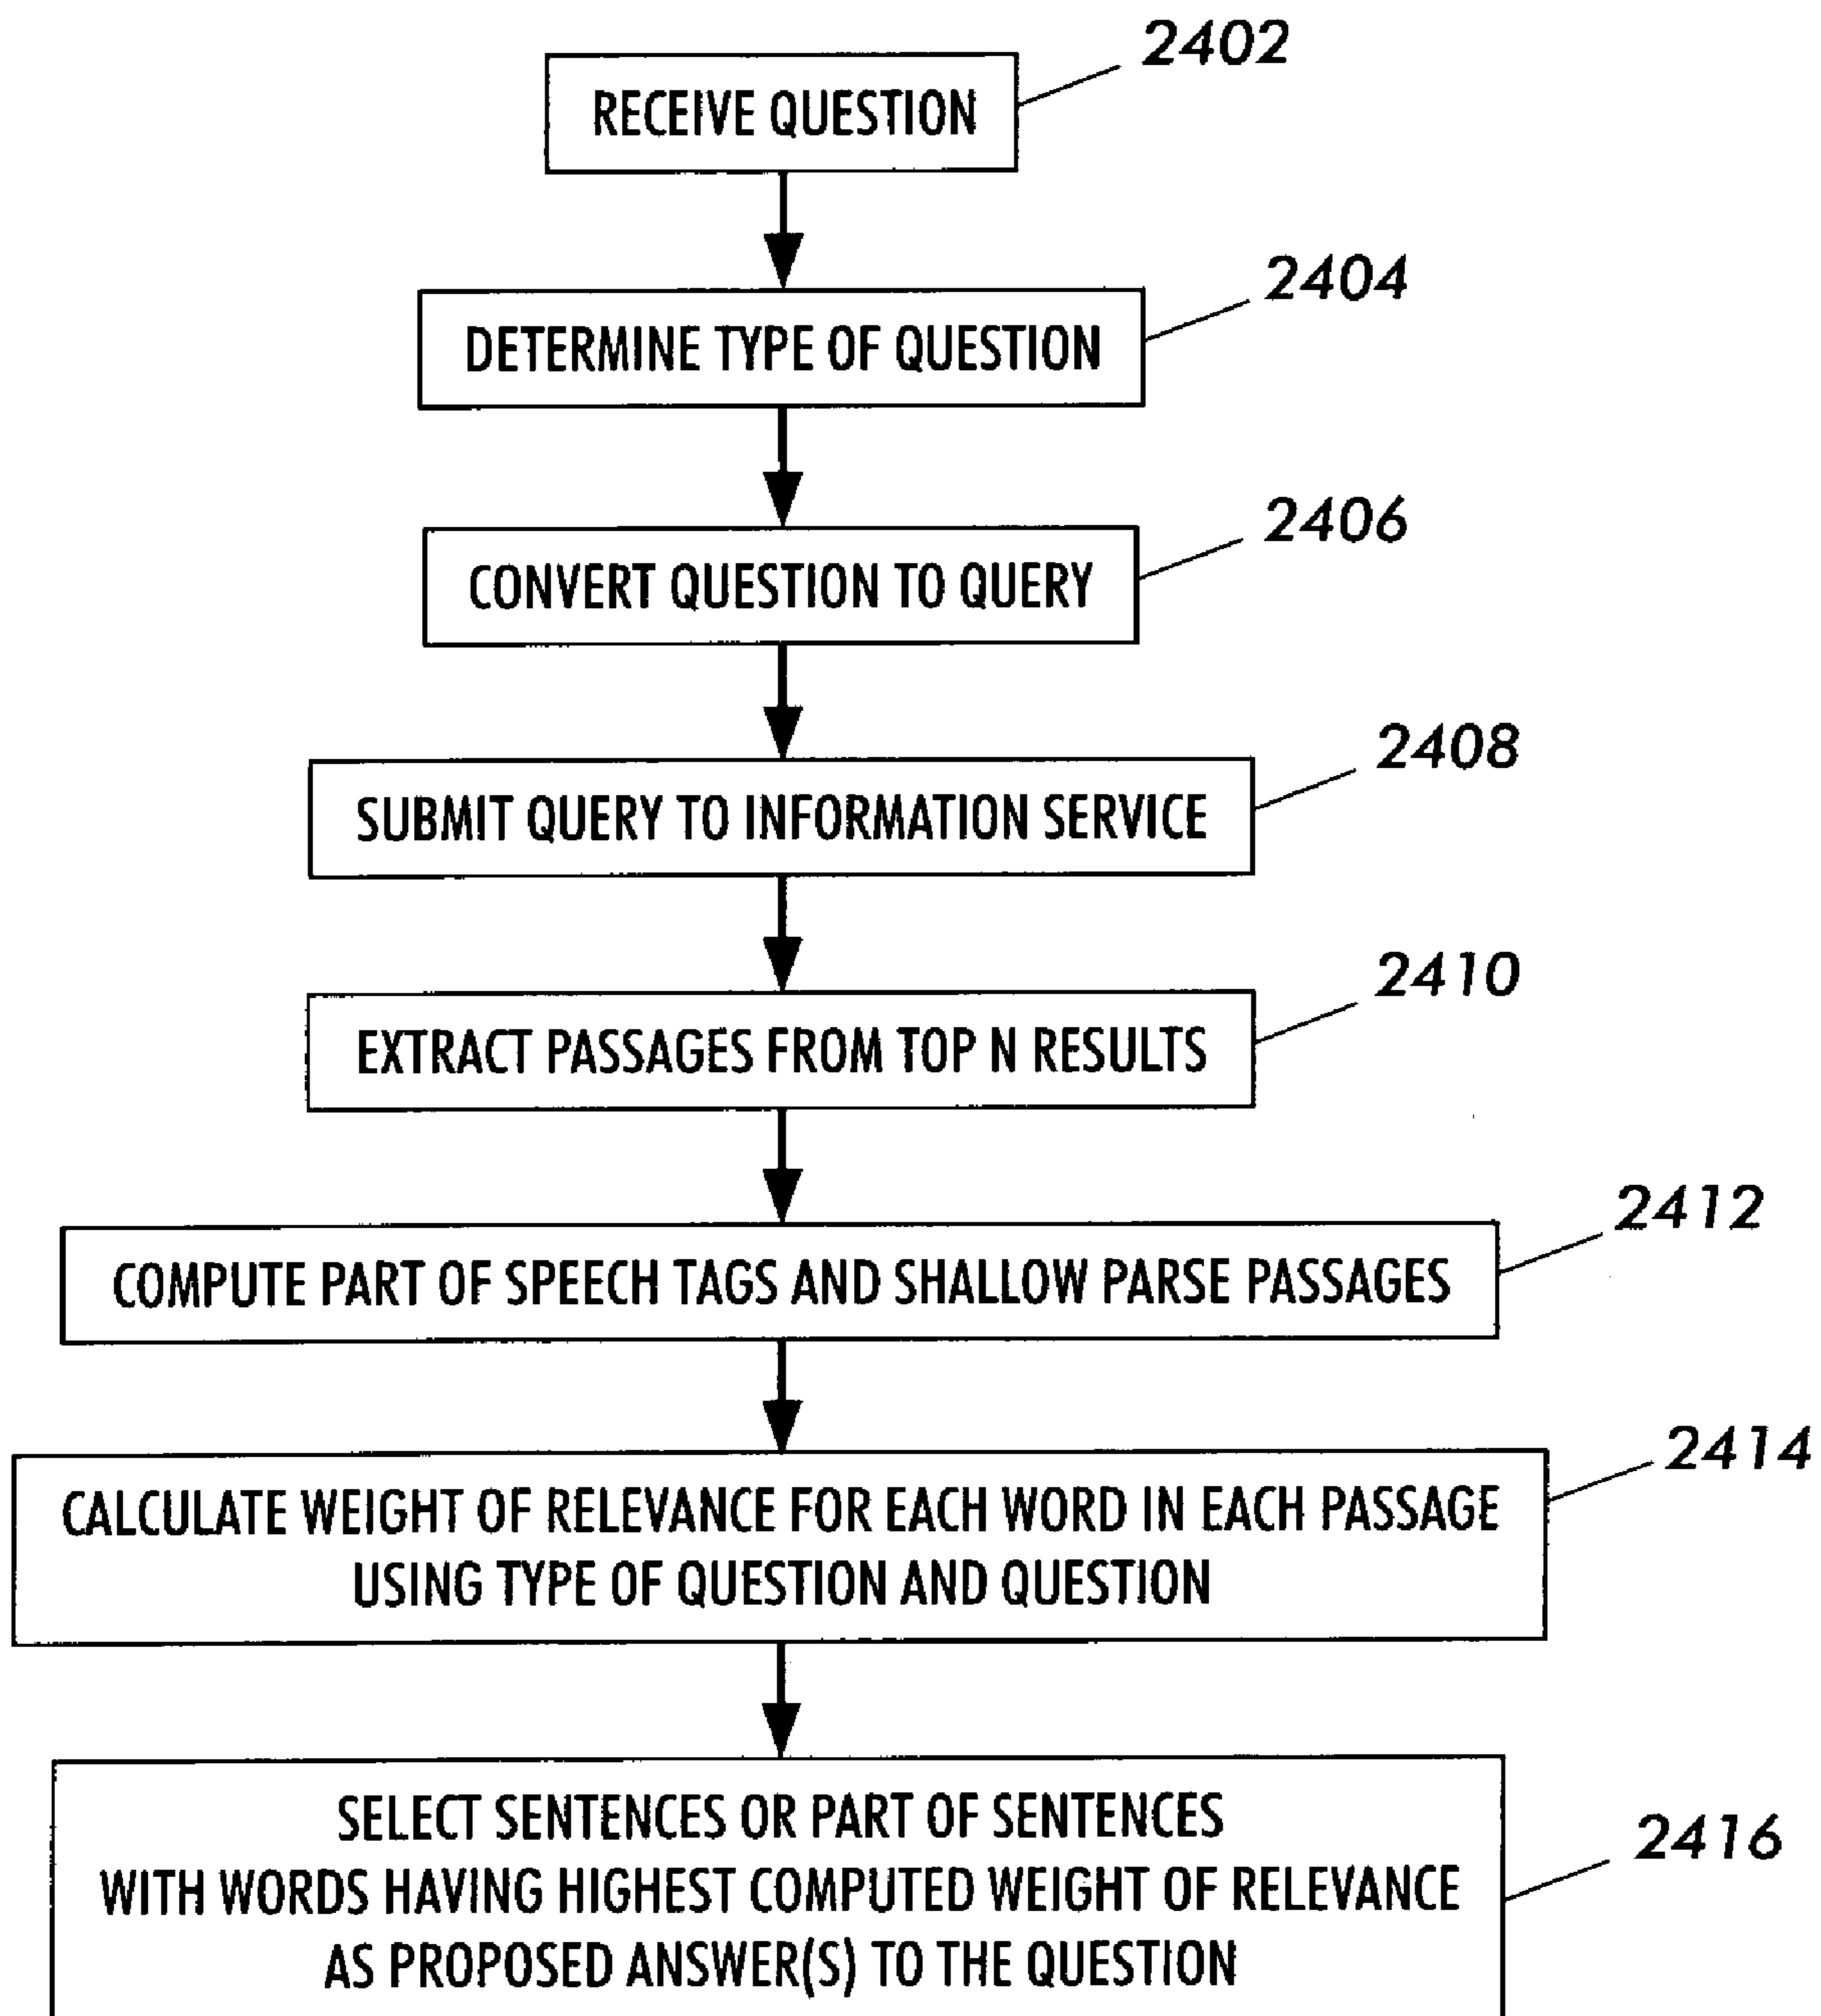 2402
RECEIVE QUESTION
2404
DETERMINE TYPE OF QUESTION
2406
CONVERT QUESTION TO QUERY
2408
SUBMIT QUERY TO INFORMATION SERVICE
2410
EXTRACT PASSAGES FROM TOP N RESULTS
2412
COMPUTE PART OF SPEECH TAGS AND SHALLOW PARSE PASSAGES
2414
CALCULATE WEIGHT OF RELEVANCE FOR EACH WORD IN EACH PASSAGE
USING TYPE OF QUESTION AND QUESTION
2416
SELECT SENTENCES OR PART OF SENTENCES
WITH WORDS HAVING HIGHEST COMPUTED WEIGHT OF RELEVANCE
AS PROPOSED ANSWER(S) TO THE QUESTION